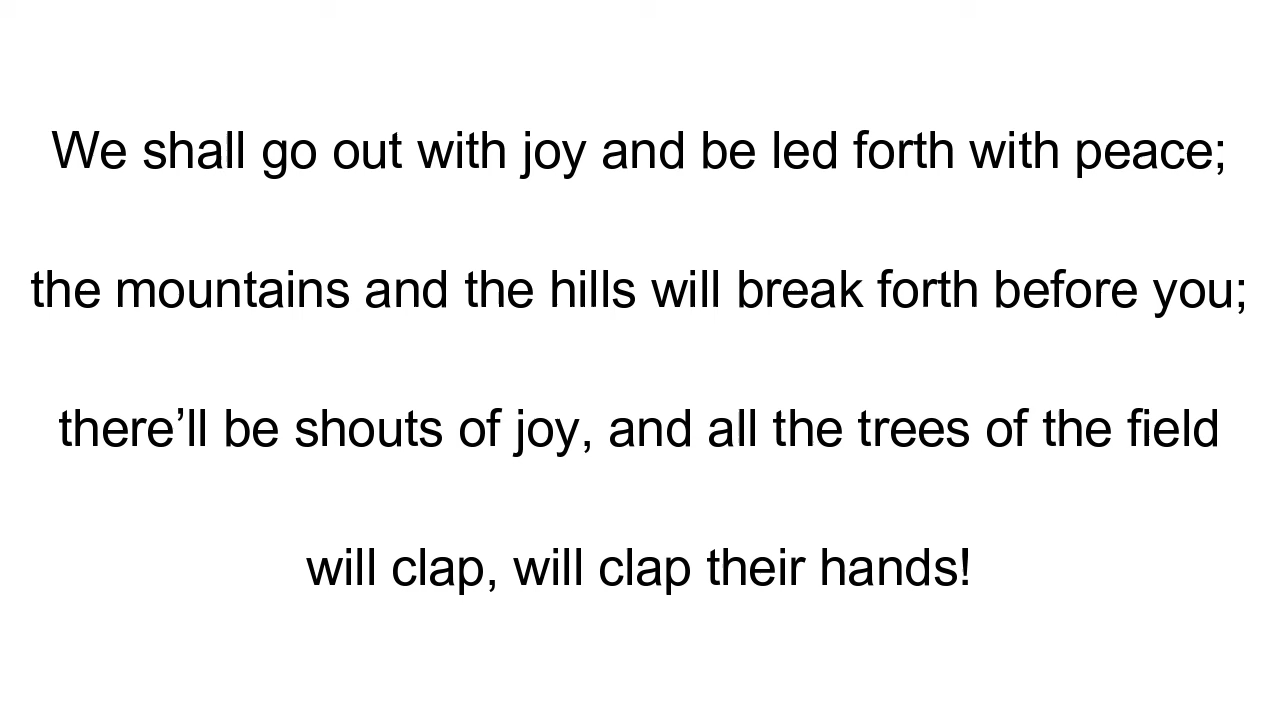 We shall go out with joy and be led forth with peace;
the mountains and the hills will break forth before you;
there’ll be shouts of joy, and all the trees of the field
will clap, will clap their hands!